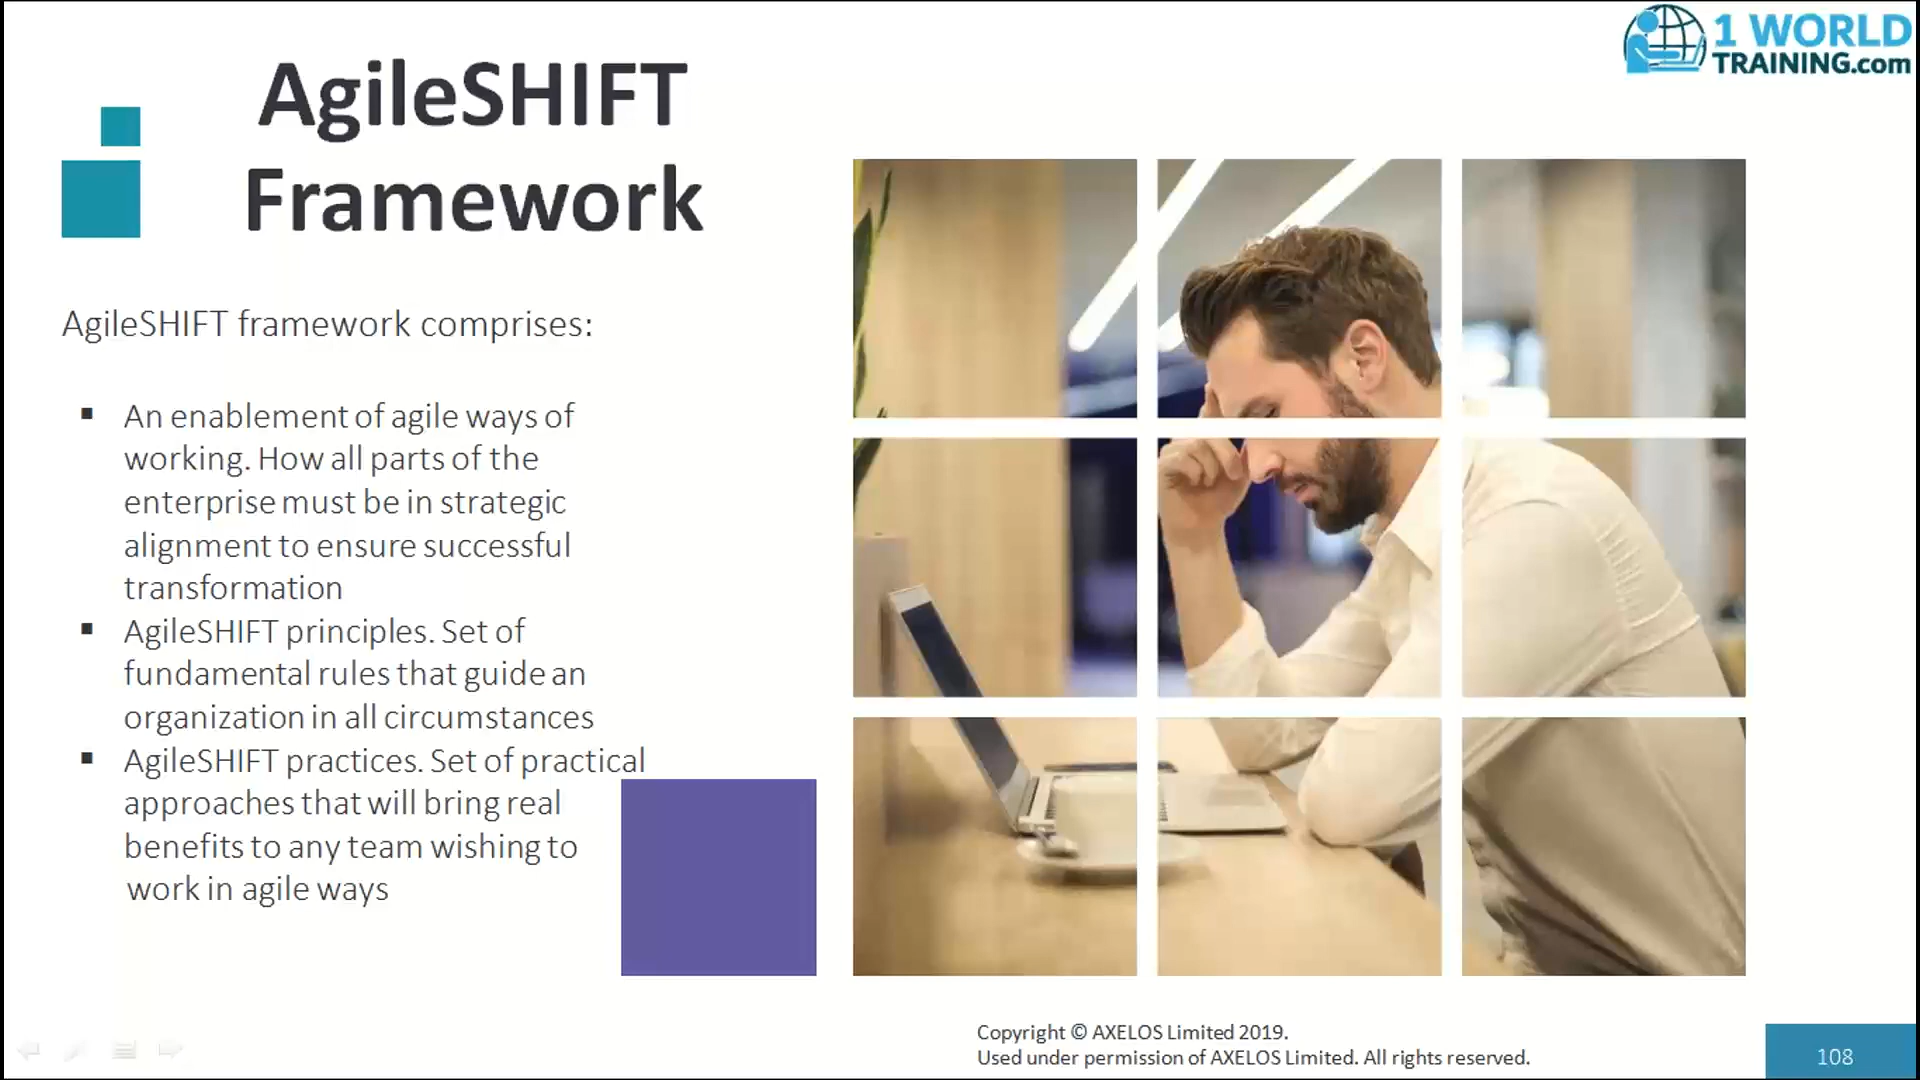 1 WORLD
TRAINING.com
AgileSHIFT
Framework
AgileSHIFT framework comprises:
▪ An enablement of agile ways of
working. How all parts of the
enterprise must be in strategic
alignment to ensure successful
transformation
▪ AgileSHIFT principles. Set of
fundamental rules that guide an
organization in all circumstances
▪ AgileSHIFT practices. Set of practical
approaches that will bring real
benefits to any team wishing to
work in agile ways
Copyright © AXELOS Limited 2019.
Used under permission of AXELOS Limited. All rights reserved.
108